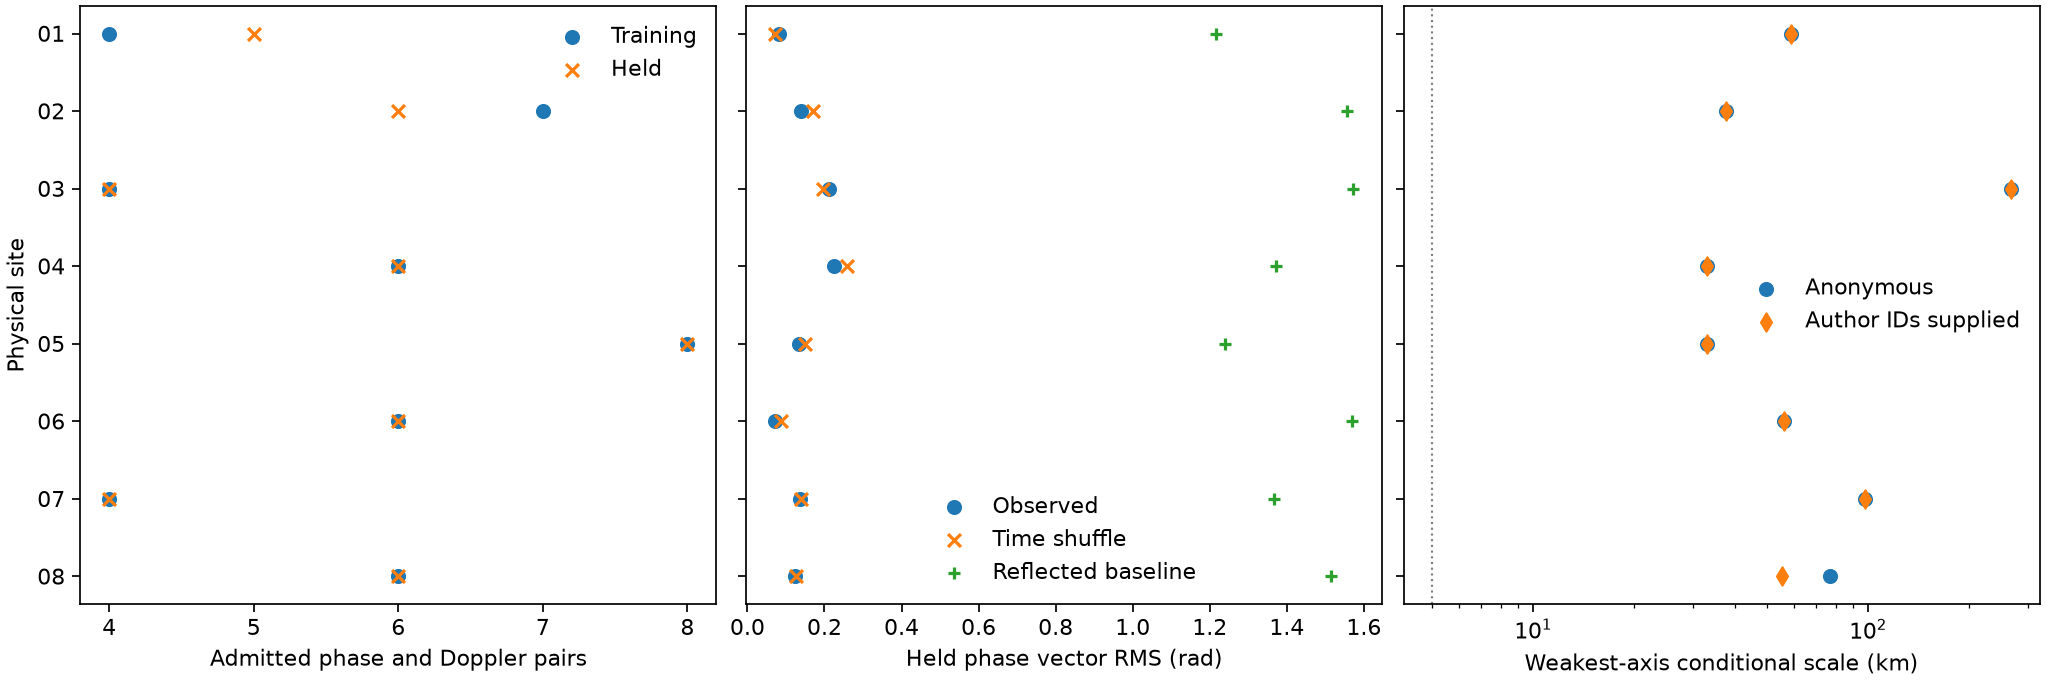 Physical site
01
02
03
04
05
06
07
08
Training
Held
4 5 6 7 8
Admitted phase and Doppler pairs
Observed
Time shuffle
Reflected baseline
0.0 0.2 0.4 0.6 0.8 1.0 1.2 1.4 1.6
Held phase vector RMS (rad)
Anonymous
Author IDs supplied
10¹ 10²
Weakest-axis conditional scale (km)